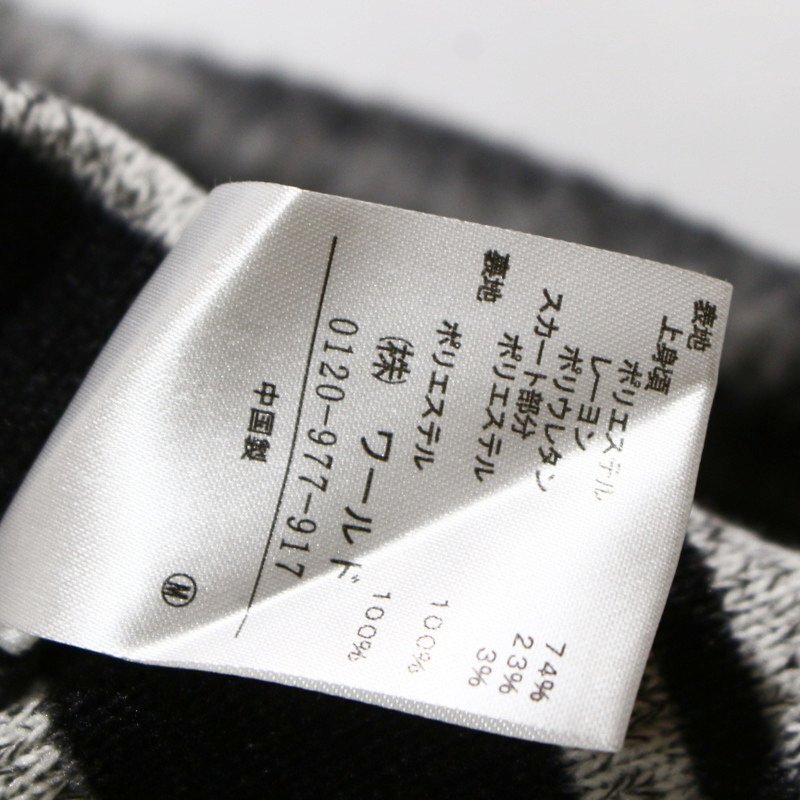 表地
上身頃
ポリエステル 74%
レーヨン 23%
ポリウレタン 3%
スカート部分
ポリエステル 100%
裏地
ポリエステル 100%
㈱ ワールド
0120-977-917
中国製
Ⓜ